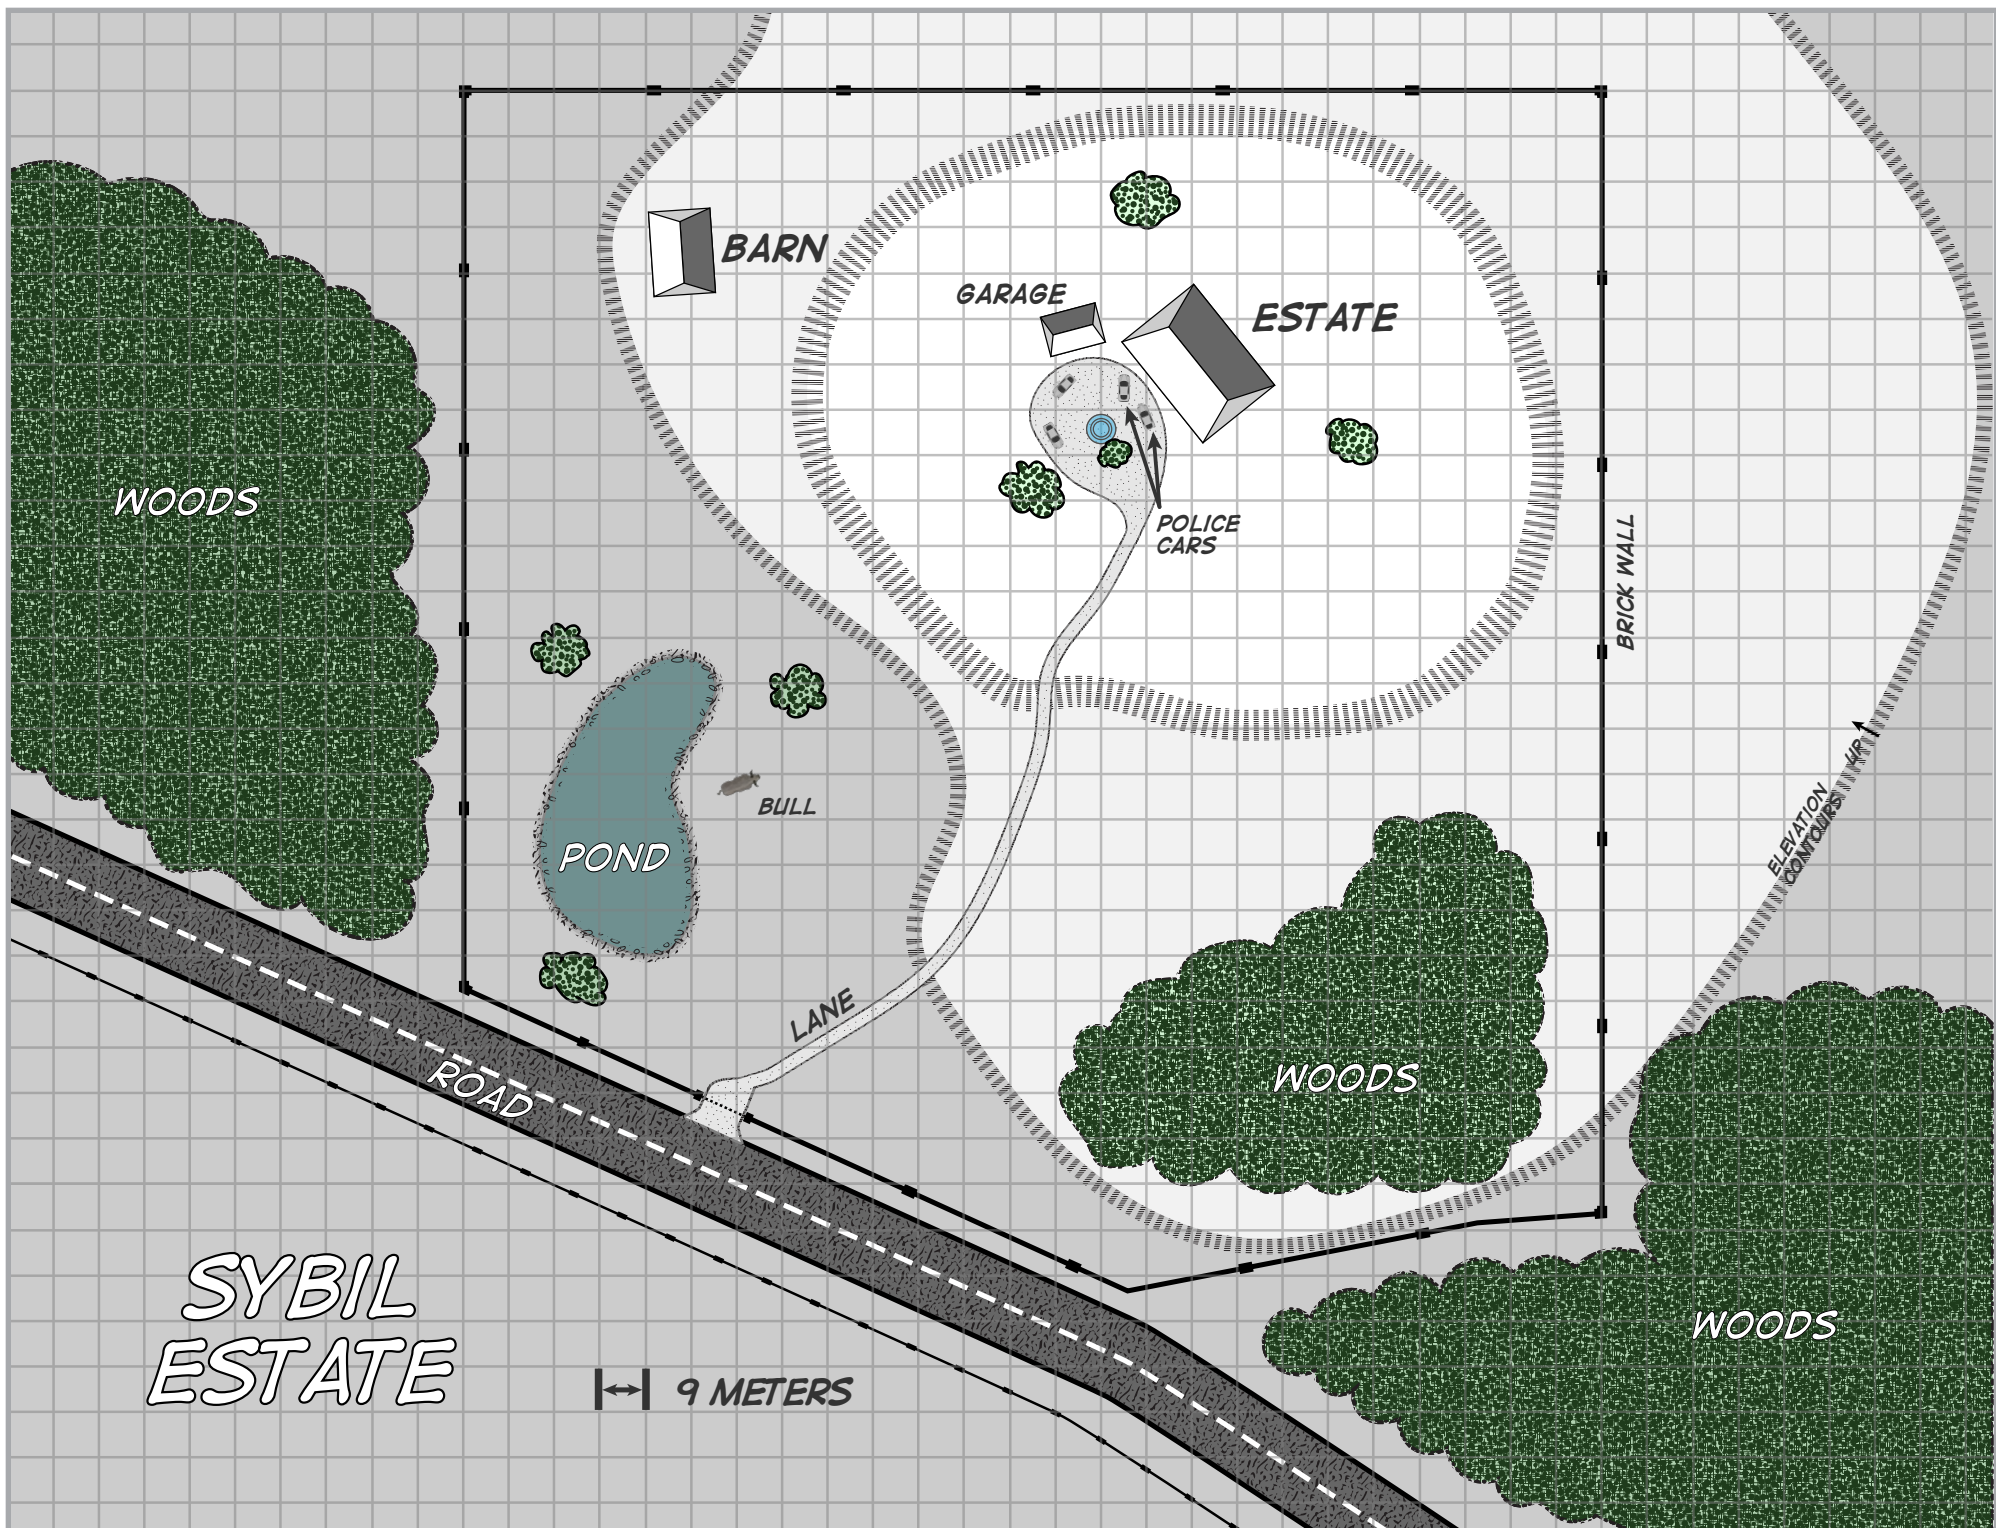 BARN
GARAGE
ESTATE
WOODS
POLICE
CARS
BRICK WALL
UP
ELEVATION
CONTOURS
BULL
POND
LANE
ROAD
WOODS
SYBIL
ESTATE
9 METERS
WOODS